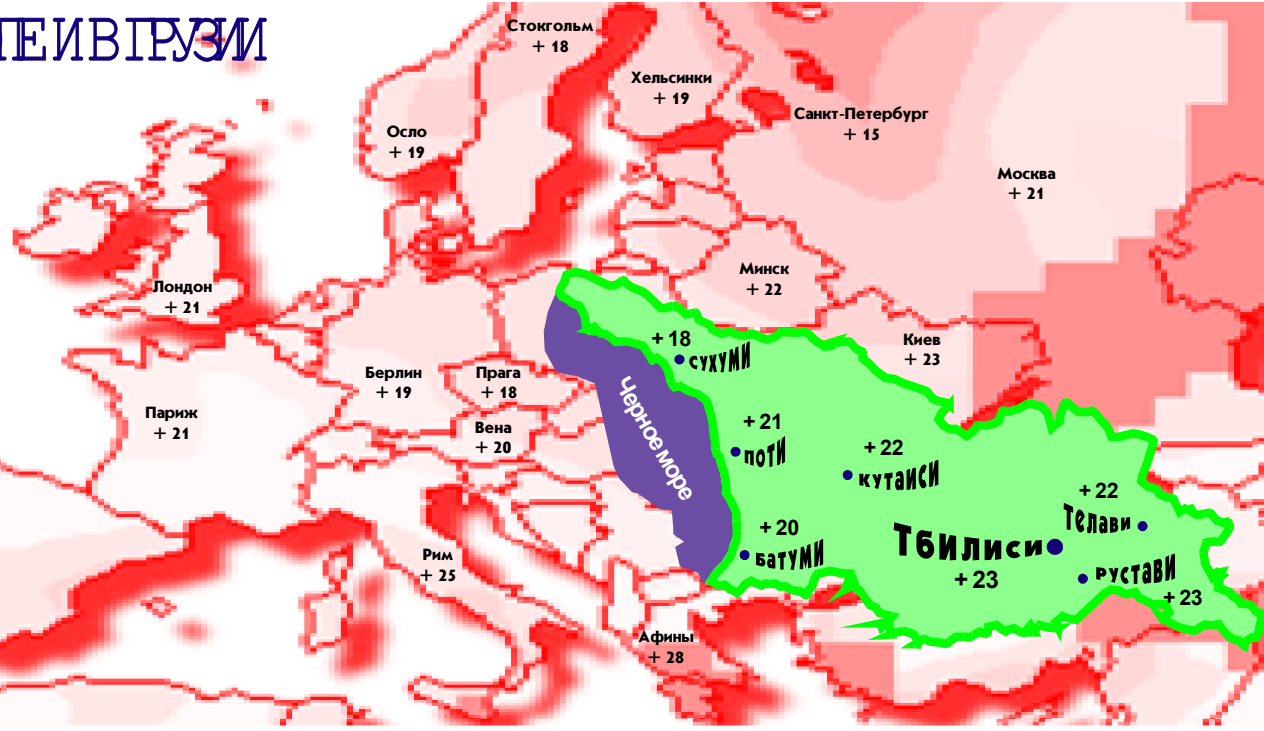 ПЕ И В ГРУЗИИ
Стокгольм
+ 18
Хельсинки
+ 19
Санкт-Петербург
+ 15
Осло
+ 19
Москва
+ 21
Лондон
+ 21
Минск
+ 22
Киев
+ 23
Берлин
+ 19
Прага
+ 18
Париж
+ 21
Вена
+ 20
Рим
+ 25
Афины
+ 28
Черное море
+ 18
СУХУМИ
+ 21
ПОТИ
+ 22
КУТАИСИ
+ 20
БАТУМИ
Тбилиси
+ 23
+ 22
Телави
РУСТАВИ
+ 23